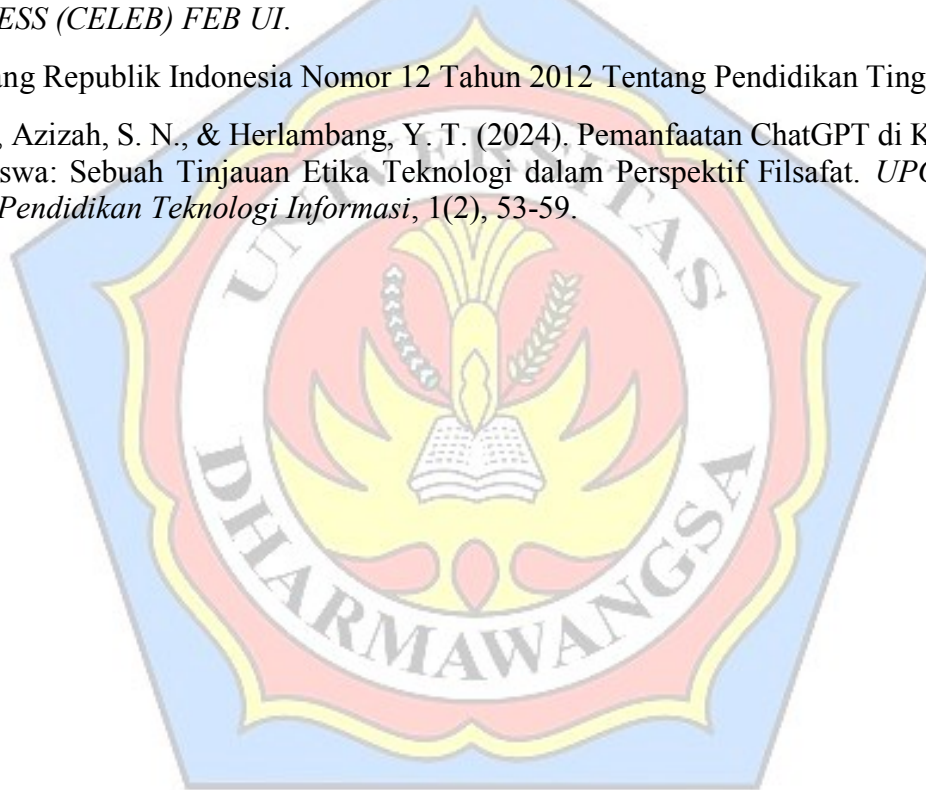 ESS (CELEB) FEB UI.
ang Republik Indonesia Nomor 12 Tahun 2012 Tentang Pendidikan Ting
, Azizah, S. N., & Herlambang, Y. T. (2024). Pemanfaatan ChatGPT di K
swa: Sebuah Tinjauan Etika Teknologi dalam Perspektif Filsafat. UPG
Pendidikan Teknologi Informasi, 1(2), 53-59.
UNIVERSITAS
DHARMAWANGSA